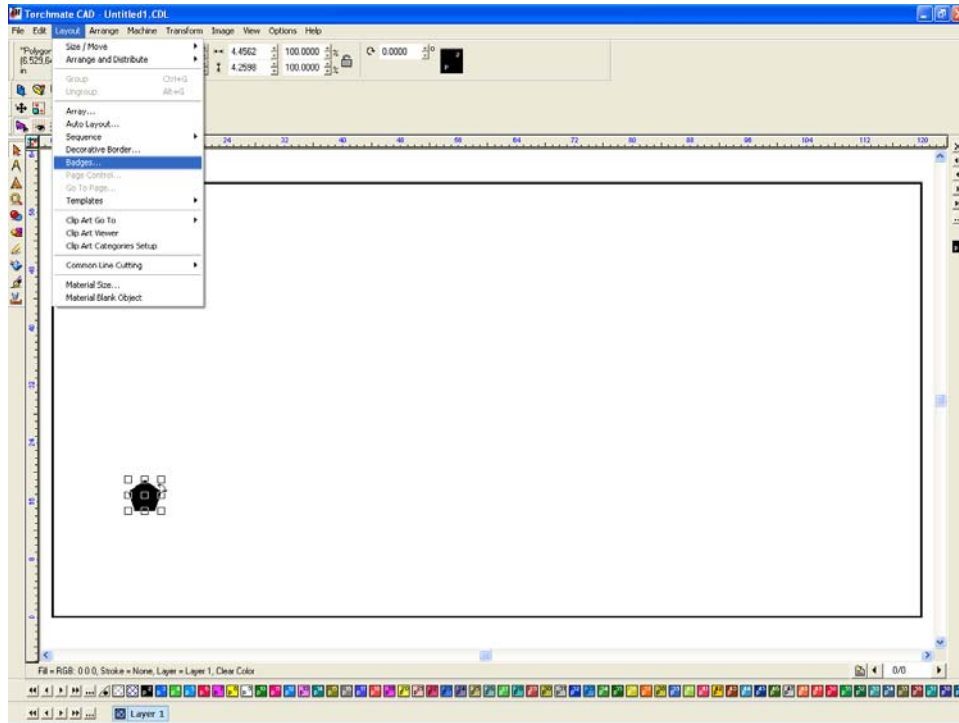 Torchmate CAD - Untitled1.CDL
File Edit Layout Arrange Machine Transform Image View Options Help
4.4562 100.0000 % 0.0000 °
4.2598 100.0000 %
in
Size / Move
Arrange and Distribute
Group Ctrl+G
Ungroup Alt+G
Array...
Auto Layout...
Sequence
Decorative Border...
Badges...
Page Control...
Go To Page...
Templates
Clip Art Go To
Clip Art Viewer
Clip Art Categories Setup
Common Line Cutting
Material Size...
Material Blank Object
24 32 40 48 56 64 72 80 88 96 104 112 120
Fill = RGB: 0 0 0, Stroke = None, Layer = Layer 1, Clear Color
0/0
Layer 1